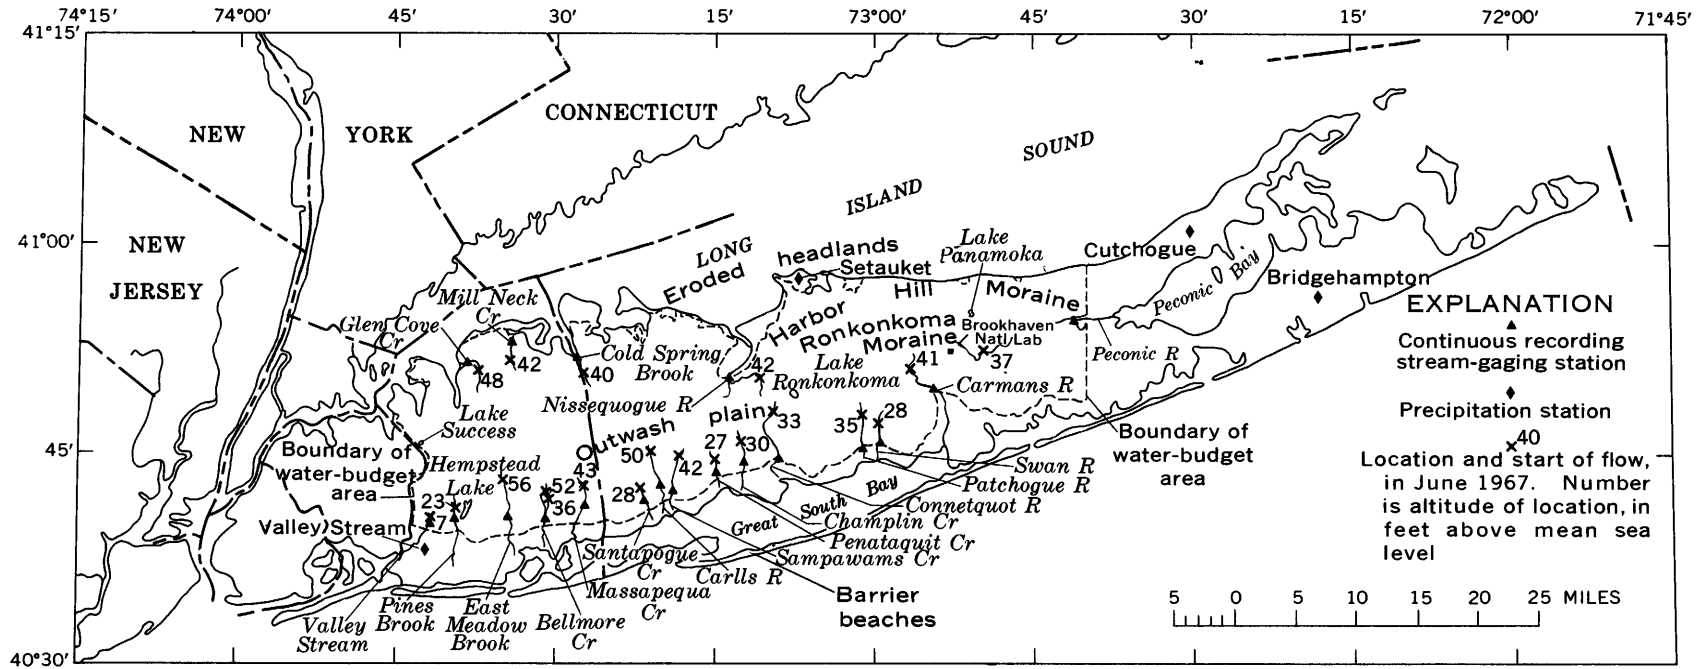 74°15′ 74°00′ 45′ 30′ 15′ 73°00′ 45′ 30′ 15′ 72°00′ 71°45′
41°15′
CONNECTICUT
NEW YORK
SOUND
ISLAND
LONG
41°00′
NEW
JERSEY
headlands
Eroded
Setauket
Lake
Panamoka
Cutchogue
Peconic Bay
Bridgehampton
Mill Neck
Cr
Glen Cove
Cr
Harbor
Hill
Moraine
Ronkonkoma
Moraine
Brookhaven
Natl Lab
Peconic R
48
42
Cold Spring
Brook
40
Nissequogue R
42
Lake
Ronkonkoma
41
37
Carmans R
Lake
Success
Outwash plain
33
35
28
45′
Boundary of
water-budget
area
Hempstead
Lake
56
52
43
36
50
42
28
27
30
23
7
Valley Stream
Boundary of
water-budget
area
Swan R
Patchogue R
Connetquot R
Champlin Cr
Penataquit Cr
Sampawams Cr
Great South Bay
Santapogue
Cr
Carlls R
Massapequa
Cr
Barrier
beaches
Pines
Brook
Valley
Stream
East
Meadow
Brook
Bellmore
Cr
40°30′
EXPLANATION
Continuous recording
stream-gaging station
Precipitation station
40
Location and start of flow,
in June 1967. Number
is altitude of location, in
feet above mean sea
level
5 0 5 10 15 20 25 MILES